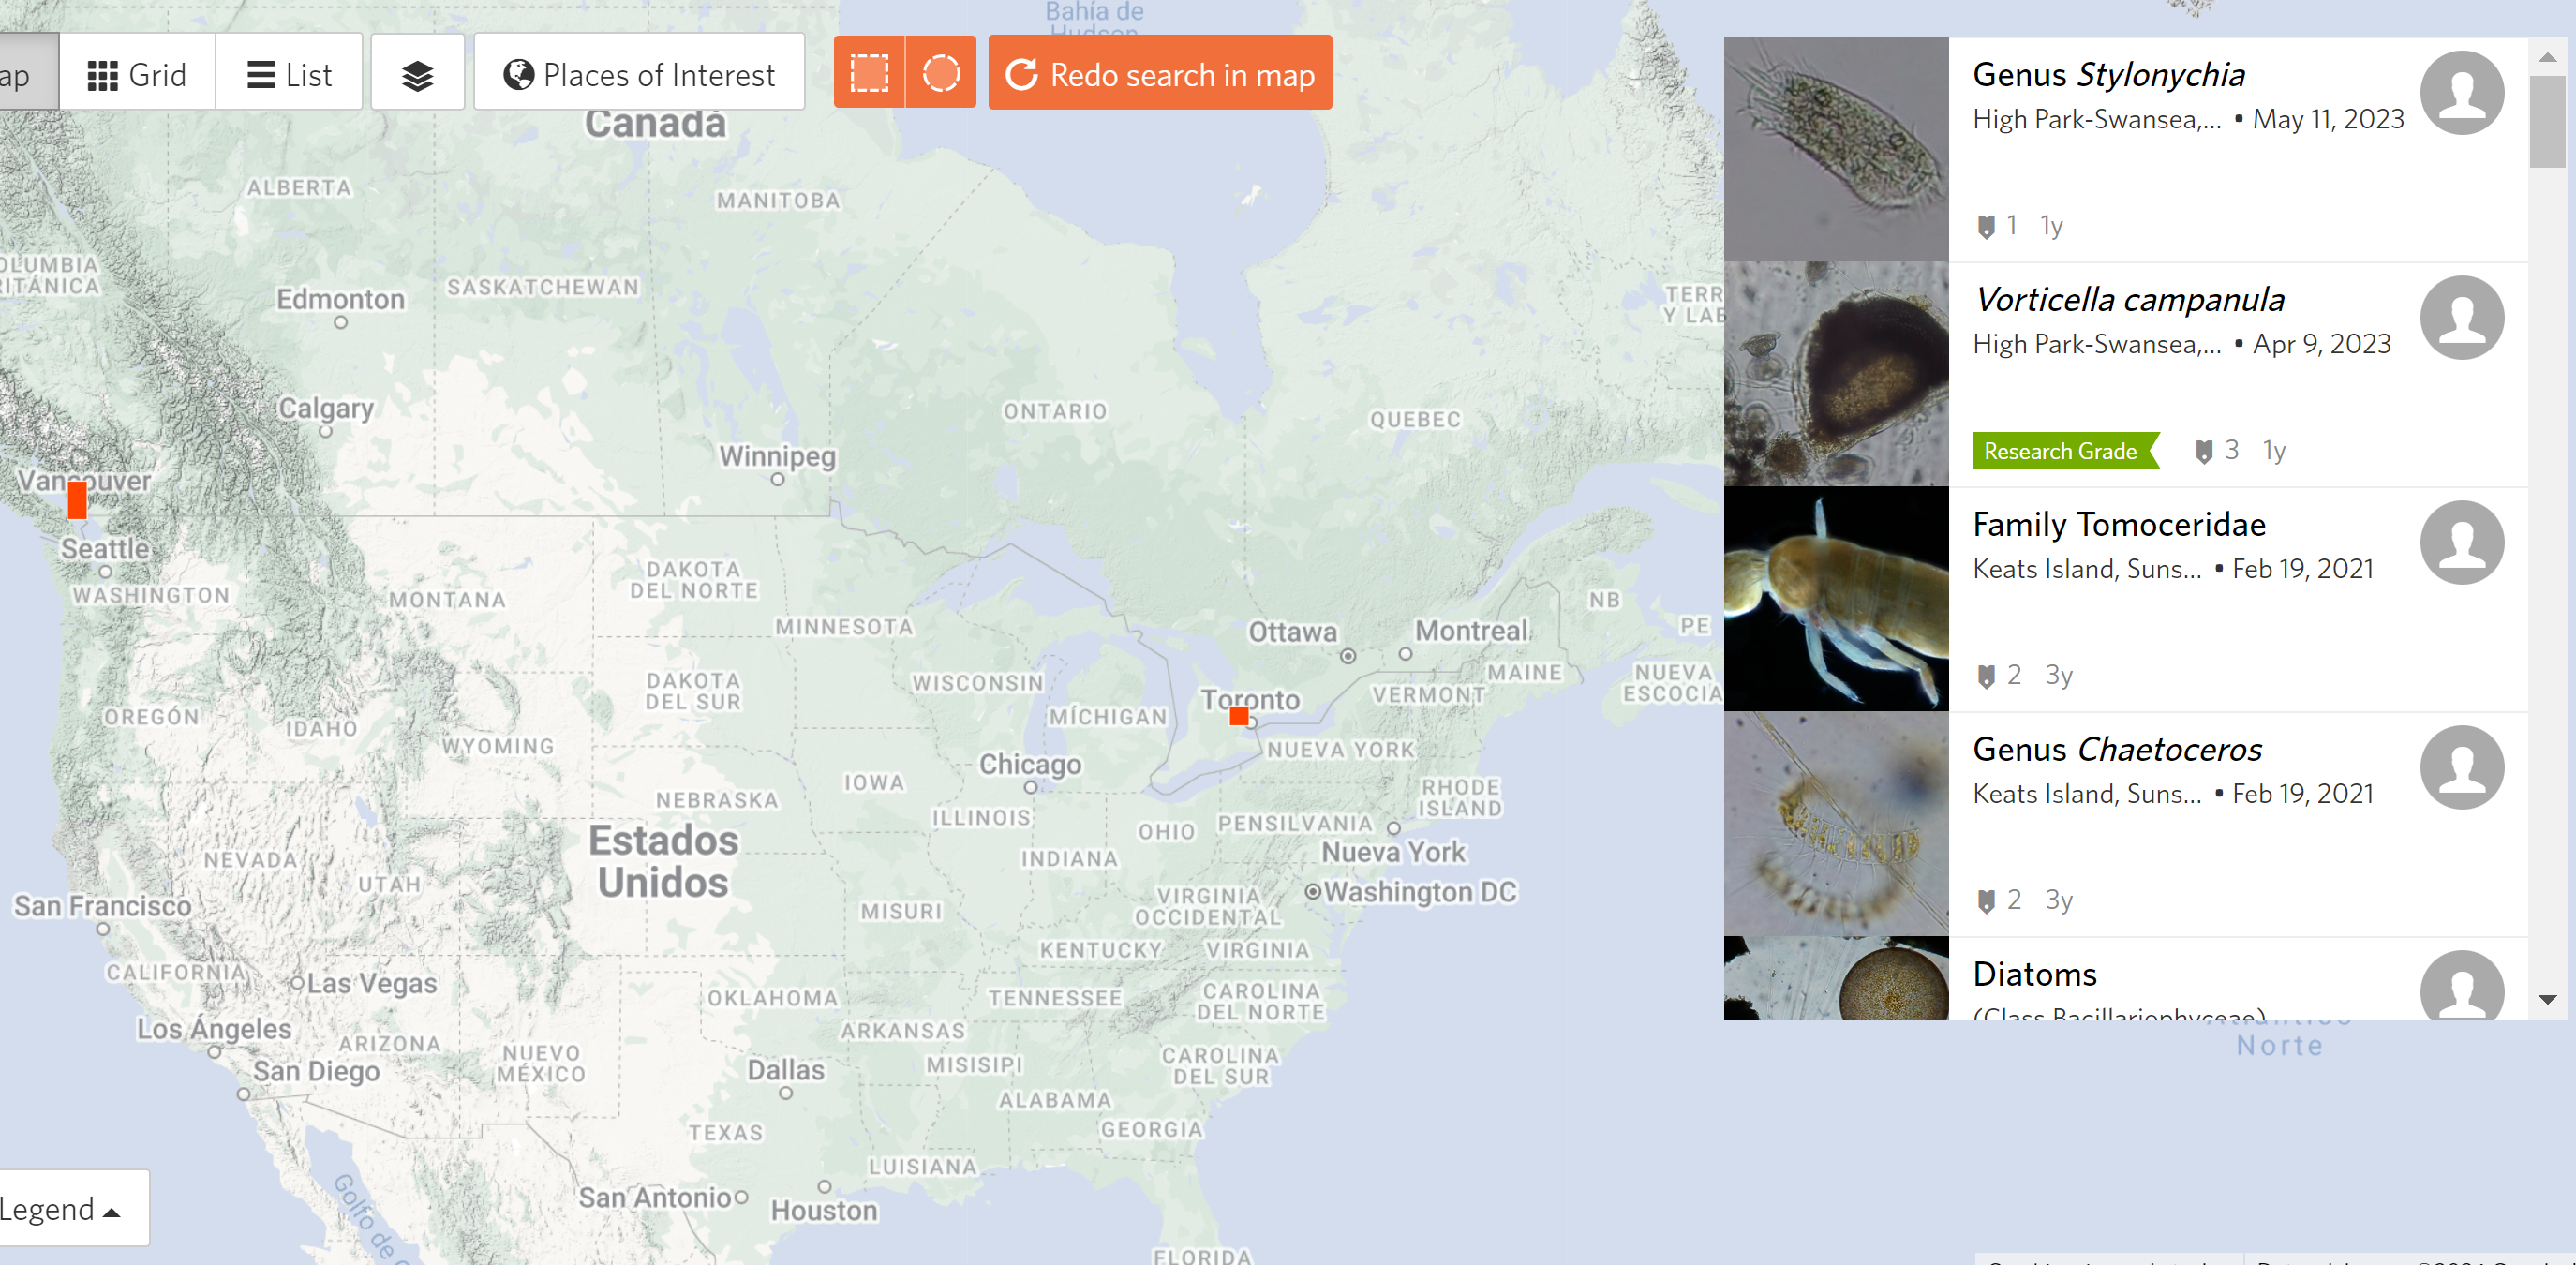 Bahía de
Hudson
ap
Grid
List
Places of Interest
Redo search in map
Canadá
ALBERTA
MANITOBA
OLUMBIA
RITÁNICA
Edmonton
SASKATCHEWAN
TERR
Y LAB
Calgary
ONTARIO
QUEBEC
Winnipeg
Vancouver
Seattle
WASHINGTON
MONTANA
DAKOTA
DEL NORTE
MINNESOTA
NB
PE
Ottawa
Montreal
MAINE
NUEVA
ESCOCIA
DAKOTA
DEL SUR
WISCONSIN
VERMONT
Toronto
OREGÓN
IDAHO
MÍCHIGAN
WYOMING
NUEVA YORK
Chicago
IOWA
RHODE
ISLAND
NEBRASKA
ILLINOIS
OHIO
PENSILVANIA
Estados
Unidos
NEVADA
INDIANA
Nueva York
UTAH
Washington DC
San Francisco
MISURI
VIRGINIA
OCCIDENTAL
KENTUCKY
VIRGINIA
CALIFORNIA
Las Vegas
OKLAHOMA
TENNESSEE
CAROLINA
DEL NORTE
Los Ángeles
ARIZONA
ARKANSAS
NUEVO
MÉXICO
San Diego
Dallas
MISISIPI
CAROLINA
DEL SUR
ALABAMA
TEXAS
GEORGIA
LUISIANA
San Antonio
Houston
Golfo de C
FLORIDA
Legend
Genus Stylonychia
High Park-Swansea,... • May 11, 2023
1 1y
Vorticella campanula
High Park-Swansea,... • Apr 9, 2023
Research Grade 3 1y
Family Tomoceridae
Keats Island, Suns... • Feb 19, 2021
2 3y
Genus Chaetoceros
Keats Island, Suns... • Feb 19, 2021
2 3y
Diatoms
(Class Bacillariophyceae)
Norte